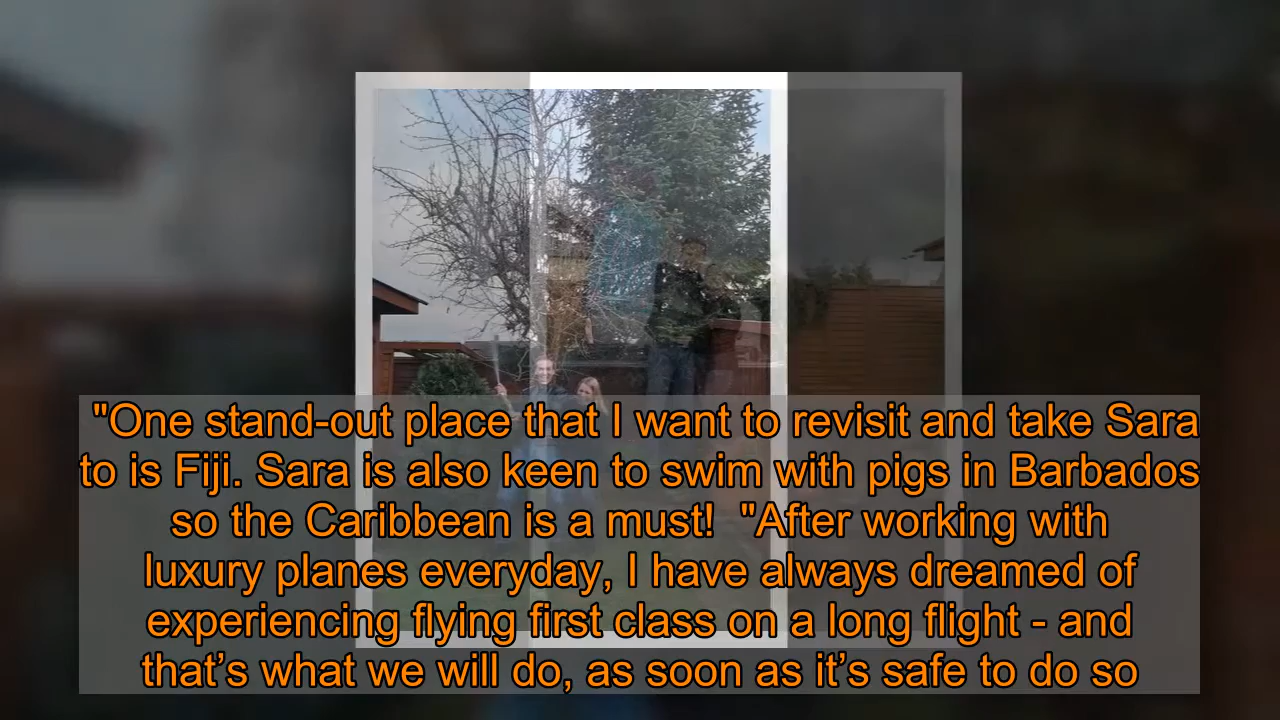 "One stand-out place that I want to revisit and take Sara
to is Fiji. Sara is also keen to swim with pigs in Barbados
so the Caribbean is a must!  "After working with
luxury planes everyday, I have always dreamed of
experiencing flying first class on a long flight - and
that’s what we will do, as soon as it’s safe to do so